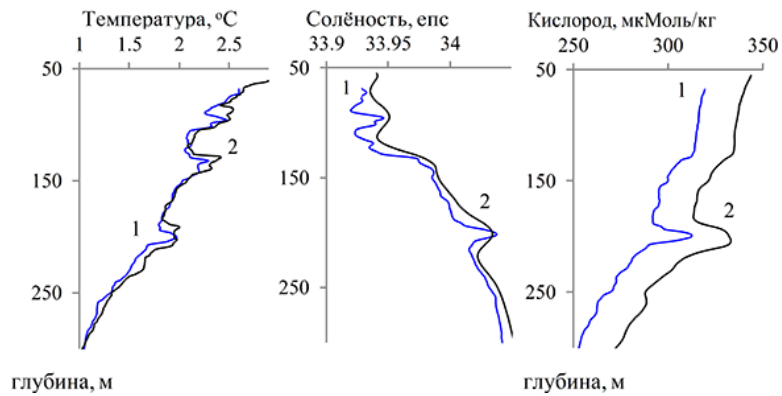 Температура, °C
1 1.5 2 2.5
50
150
250
2
1
глубина, м
Солёность, епс
33.9 33.95 34
50
150
250
1
2
Кислород, мкМоль/кг
250 300 350
50
150
250
1
2
глубина, м